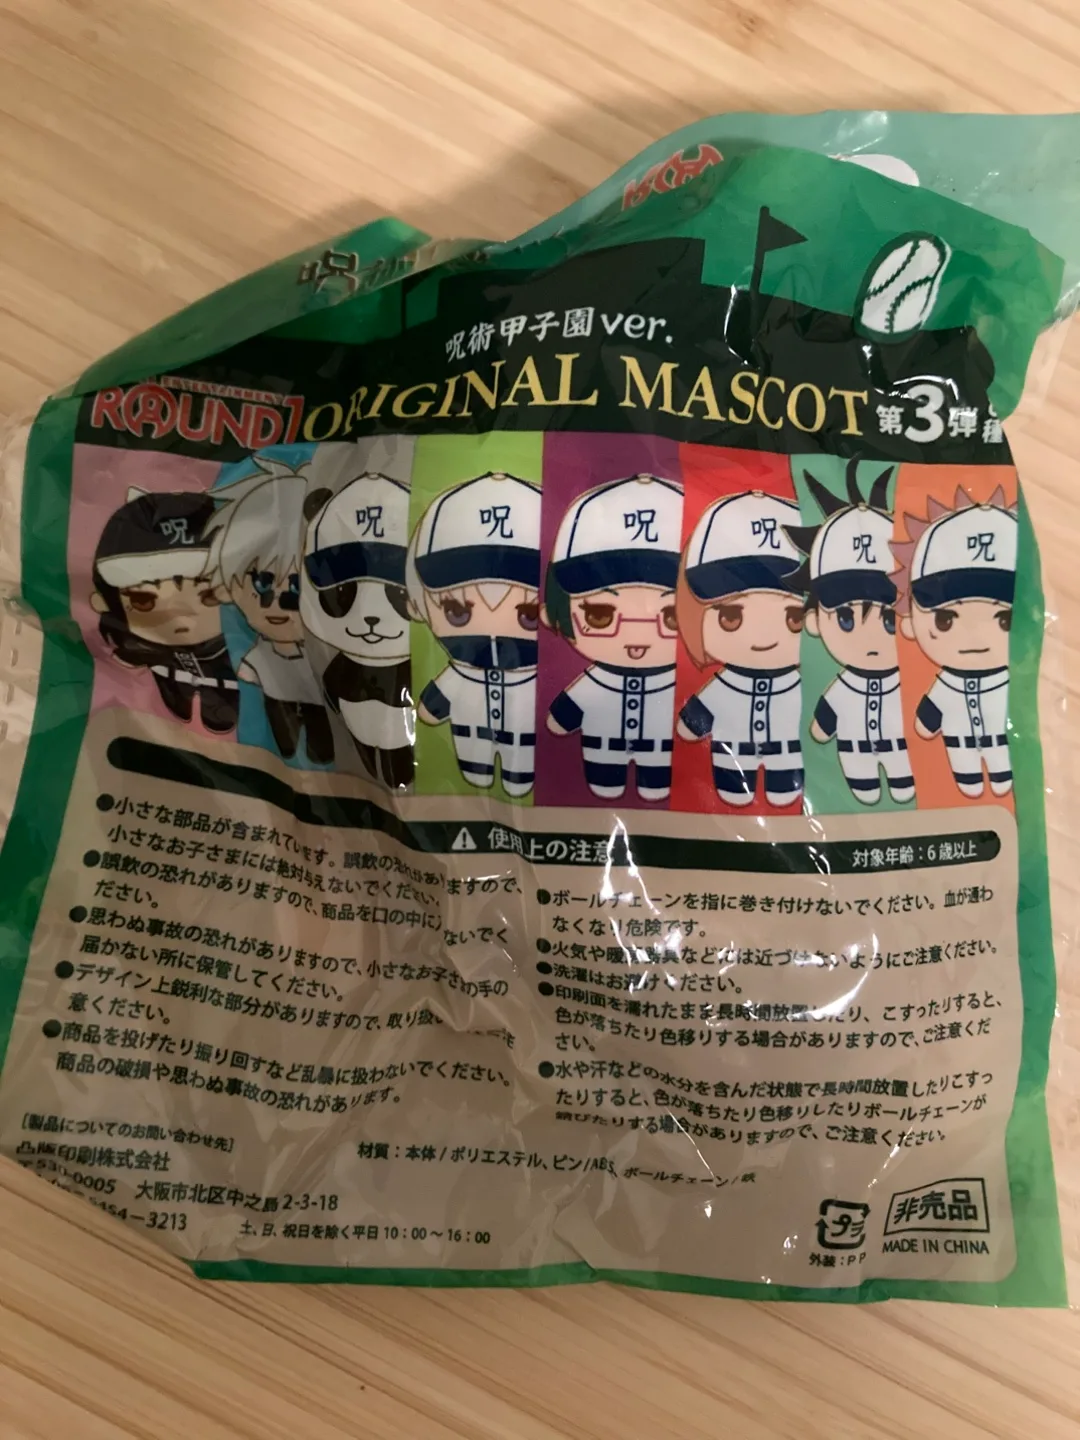 呪術甲子園ver.
ENTERTAINMENT
ROUND1
ORIGINAL MASCOT 第3弾
呪
呪
呪
呪
呪
呪
呪
⚠ 使用上の注意
対象年齢:6歳以上
●小さな部品が含まれています。誤飲の恐れがありますので、
小さなお子さまには絶対与えないでください。
●誤飲の恐れがありますので、商品を口の中に入れないでく
ださい。
●思わぬ事故の恐れがありますので、小さなお子さまの手の
届かない所に保管してください。
●デザイン上鋭利な部分がありますので、取り扱い
意ください。
●商品を投げたり振り回すなど乱暴に扱わないでください。
商品の破損や思わぬ事故の恐れがあります。
●ボールチェーンを指に巻き付けないでください。血が通わ
なくなり危険です。
●火気や暖房器具などには近づけないようにご注意ください。
●洗濯はお避けください。
●印刷面を濡れたまま長時間放置したり、こすったりすると、
色が落ちたり色移りする場合がありますので、ご注意くだ
さい。
●水や汗などの水分を含んだ状態で長時間放置したりこすっ
たりすると、色が落ちたり色移りしたりボールチェーンが
錆びたりする場合がありますので、ご注意ください。
[製品についてのお問い合わせ先]
凸版印刷株式会社
〒530-0005 大阪市北区中之島2-3-18
5454-3213 土、日、祝日を除く平日 10:00～16:00
材質:本体/ポリエステル、ピン/ABS、ボールチェーン/鉄
プラ
外装:PP
非売品
MADE IN CHINA